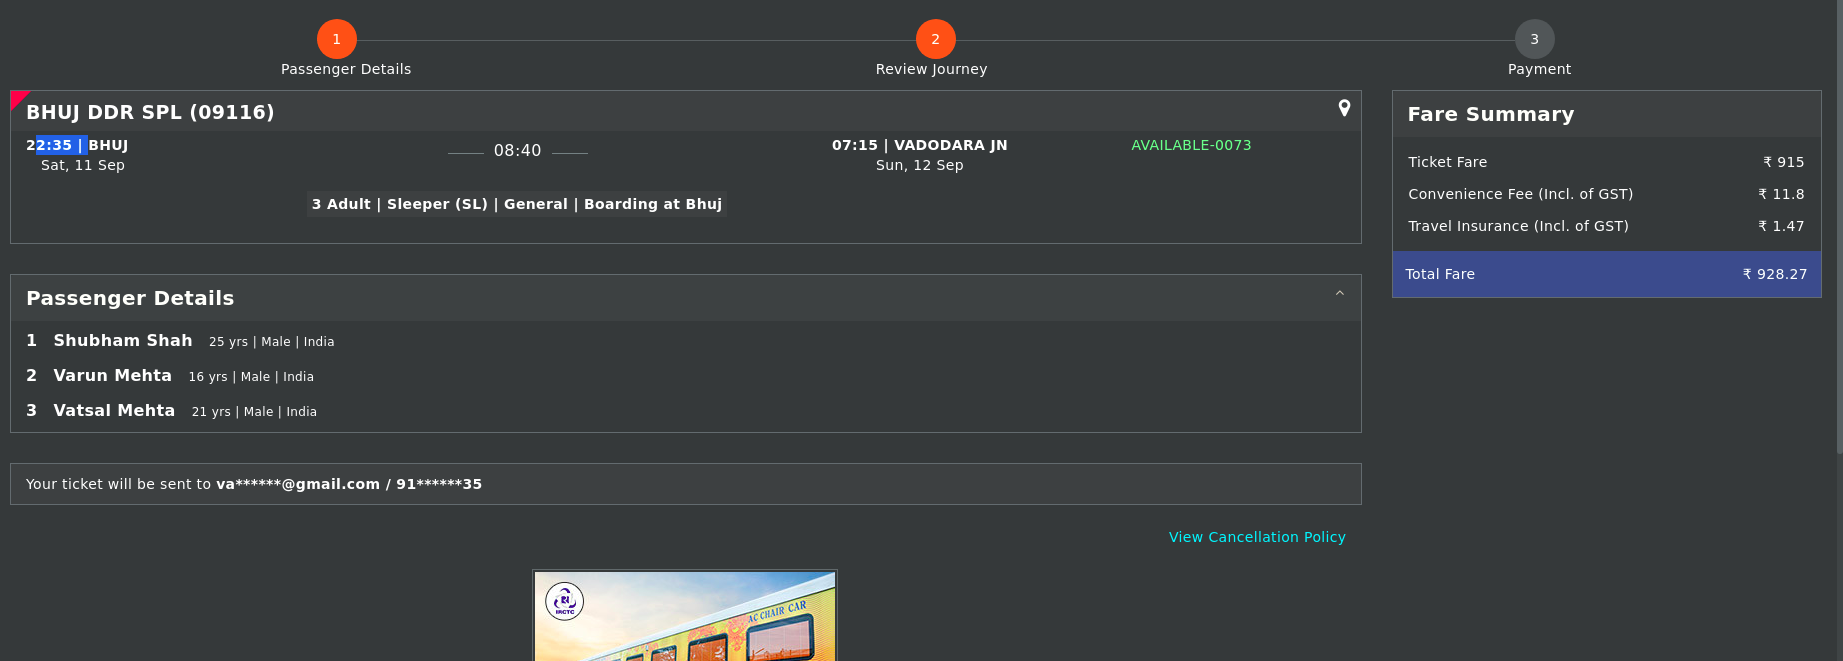 1
Passenger Details
2
Review Journey
3
Payment
BHUJ DDR SPL (09116)
22:35 | BHUJ
Sat, 11 Sep
08:40
07:15 | VADODARA JN
Sun, 12 Sep
AVAILABLE-0073
3 Adult | Sleeper (SL) | General | Boarding at Bhuj
Fare Summary
Ticket Fare ₹ 915
Convenience Fee (Incl. of GST) ₹ 11.8
Travel Insurance (Incl. of GST) ₹ 1.47
Total Fare ₹ 928.27
Passenger Details
1 Shubham Shah 25 yrs | Male | India
2 Varun Mehta 16 yrs | Male | India
3 Vatsal Mehta 21 yrs | Male | India
Your ticket will be sent to va******@gmail.com / 91******35
View Cancellation Policy
IRCTC
AC CHAIR CAR